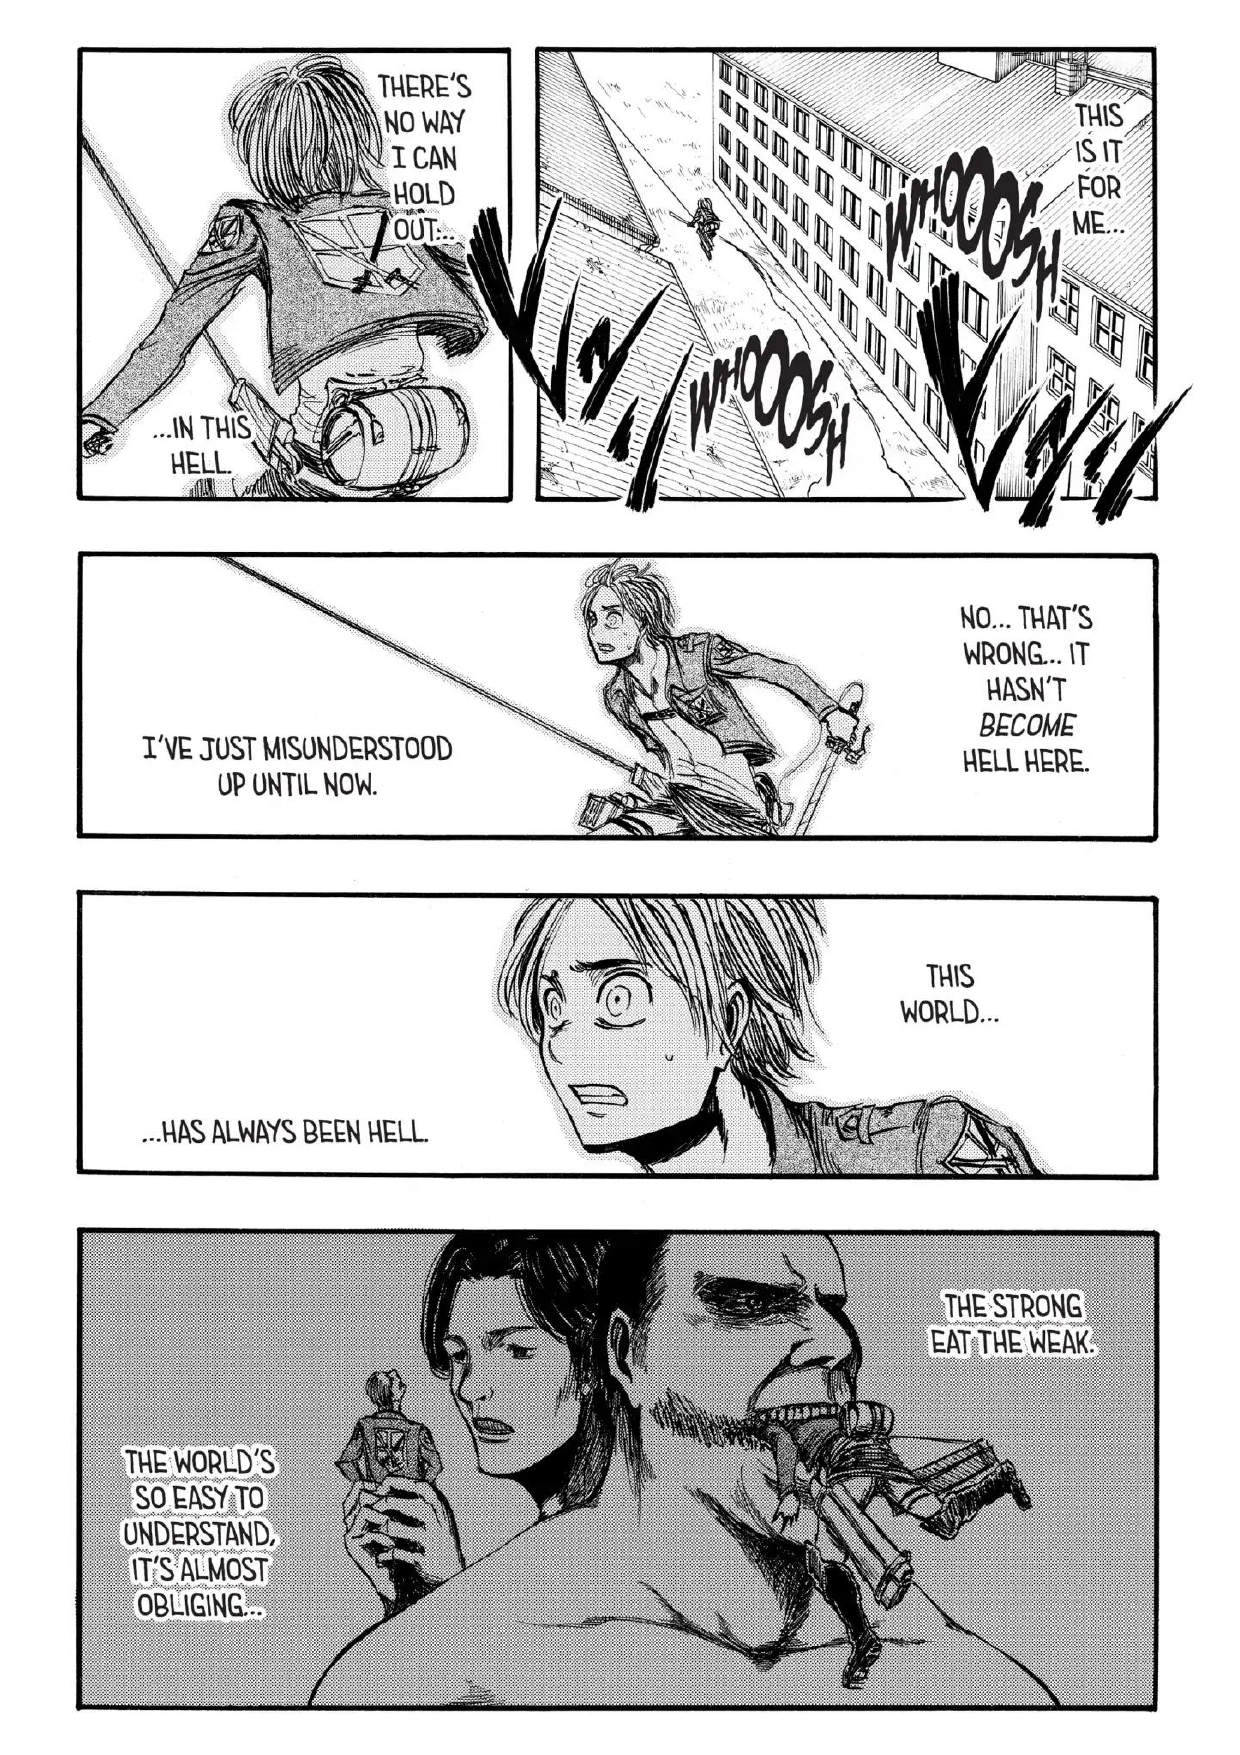 THIS
IS IT
FOR
ME...
WHOOOOSH
WHOOOOSH
THERE'S
NO WAY
I CAN
HOLD
OUT...
...IN THIS
HELL.
NO... THAT'S
WRONG... IT
HASN'T
BECOME
HELL HERE.
I'VE JUST MISUNDERSTOOD
UP UNTIL NOW.
THIS
WORLD...
...HAS ALWAYS BEEN HELL.
THE STRONG
EAT THE WEAK.
THE WORLD'S
SO EASY TO
UNDERSTAND,
IT'S ALMOST
OBLIGING...